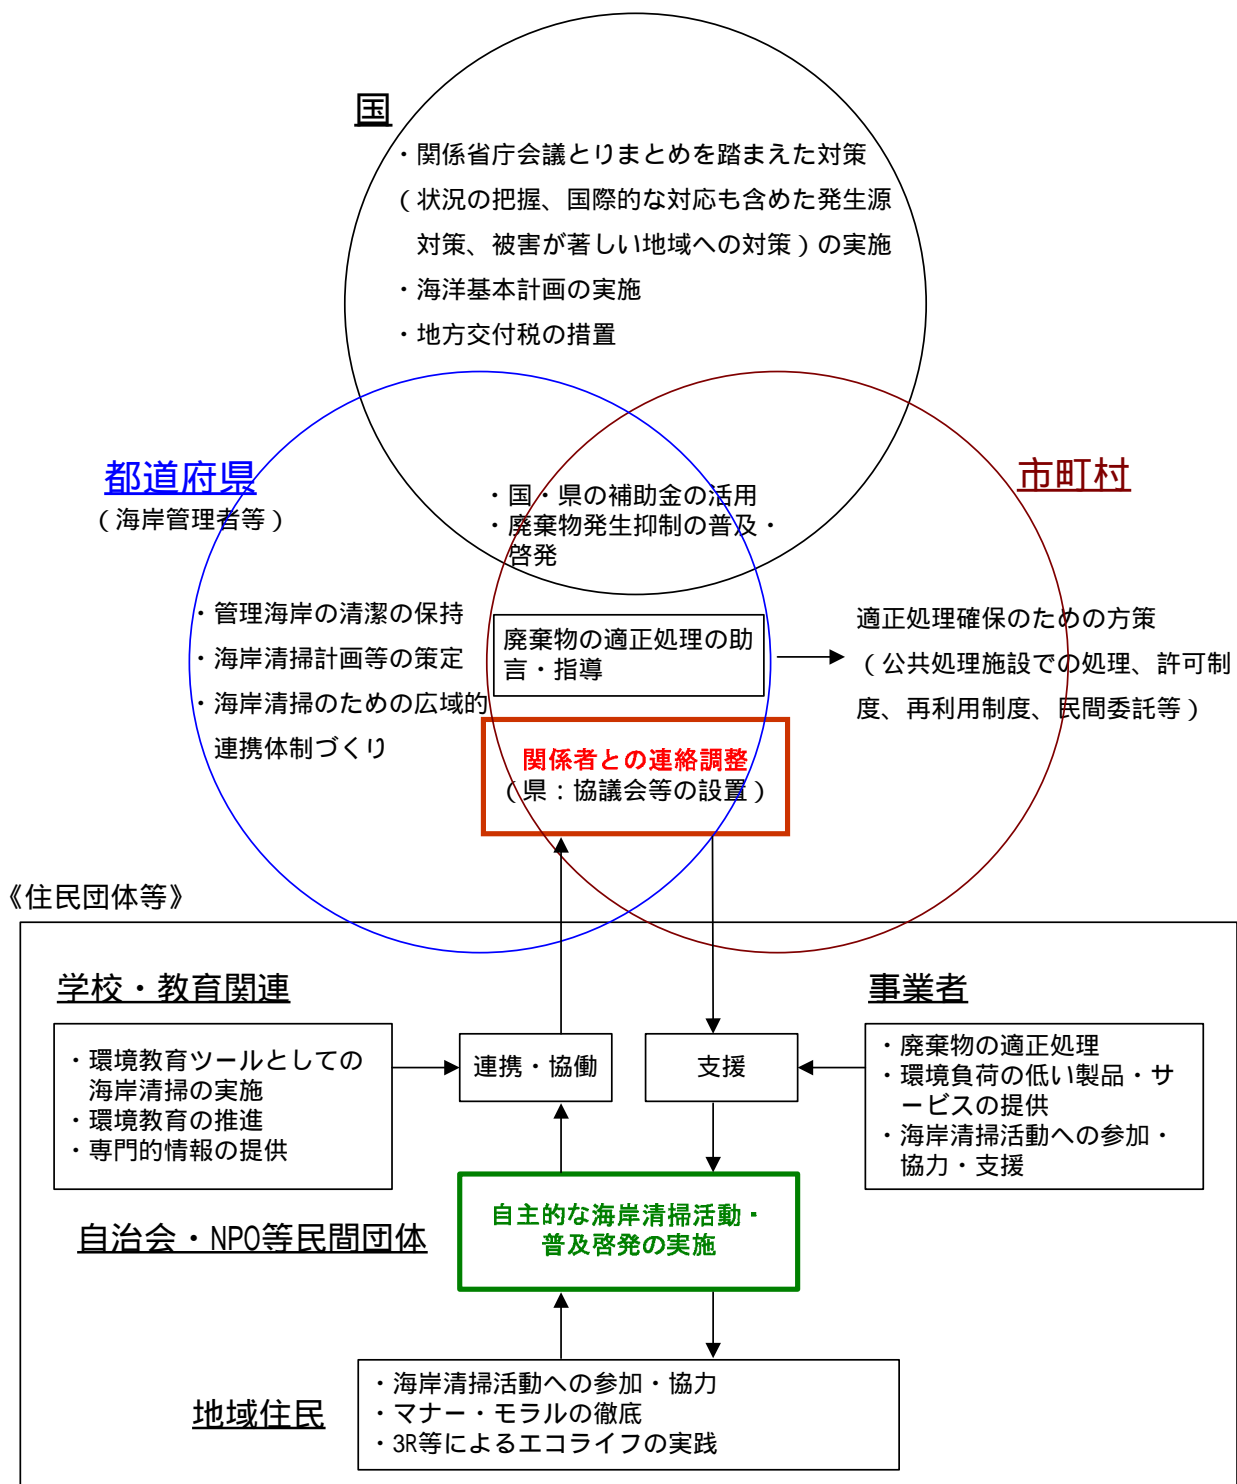 国
・関係省庁会議とりまとめを踏まえた対策
（状況の把握、国際的な対応も含めた発生源
対策、被害が著しい地域への対策）の実施
・海洋基本計画の実施
・地方交付税の措置
都道府県
（海岸管理者等）
市町村
・国・県の補助金の活用
・廃棄物発生抑制の普及・
啓発
・管理海岸の清潔の保持
・海岸清掃計画等の策定
・海岸清掃のための広域的
連携体制づくり
廃棄物の適正処理の助
言・指導
適正処理確保のための方策
（公共処理施設での処理、許可制
度、再利用制度、民間委託等）
関係者との連絡調整
（県：協議会等の設置）
《住民団体等》
学校・教育関連
・環境教育ツールとしての
海岸清掃の実施
・環境教育の推進
・専門的情報の提供
連携・協働
支援
事業者
・廃棄物の適正処理
・環境負荷の低い製品・サ
ービスの提供
・海岸清掃活動への参加・
協力・支援
自治会・NPO等民間団体
自主的な海岸清掃活動・
普及啓発の実施
地域住民
・海岸清掃活動への参加・協力
・マナー・モラルの徹底
・3R等によるエコライフの実践